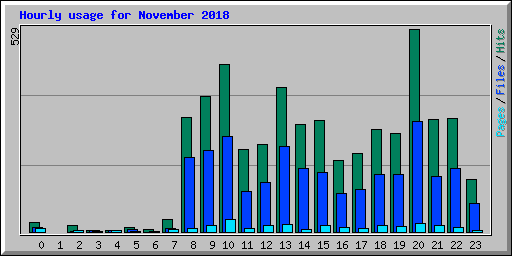 Hourly usage for November 2018
529
Pages/Files/Hits
0 1 2 3 4 5 6 7 8 9 10 11 12 13 14 15 16 17 18 19 20 21 22 23